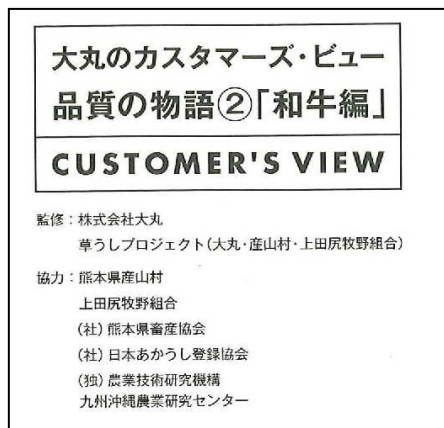 大丸のカスタマーズ・ビュー
品質の物語②「和牛編」
CUSTOMER'S VIEW
監修：株式会社大丸
草うしプロジェクト(大丸・産山村・上田尻牧野組合)
協力：熊本県産山村
上田尻牧野組合
(社)熊本県畜産協会
(社)日本あかうし登録協会
(独)農業技術研究機構
九州沖縄農業研究センター